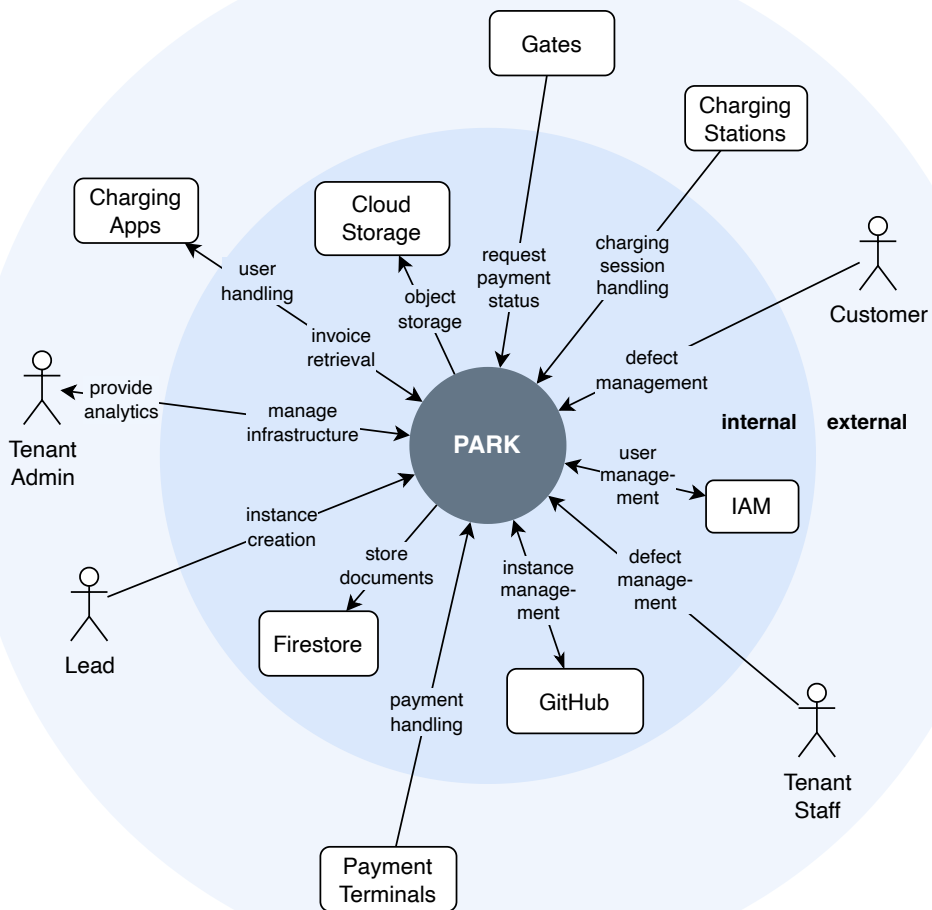 Gates
Charging
Stations
Charging
Apps
Cloud
Storage
request
payment
status
charging
session
handling
user
handling
object
storage
invoice
retrieval
Customer
defect
management
provide
analytics
manage
infrastructure
PARK
internal
external
Tenant
Admin
user
manage-
ment
IAM
instance
creation
store
documents
instance
manage-
ment
defect
manage-
ment
Lead
Firestore
GitHub
payment
handling
Tenant
Staff
Payment
Terminals